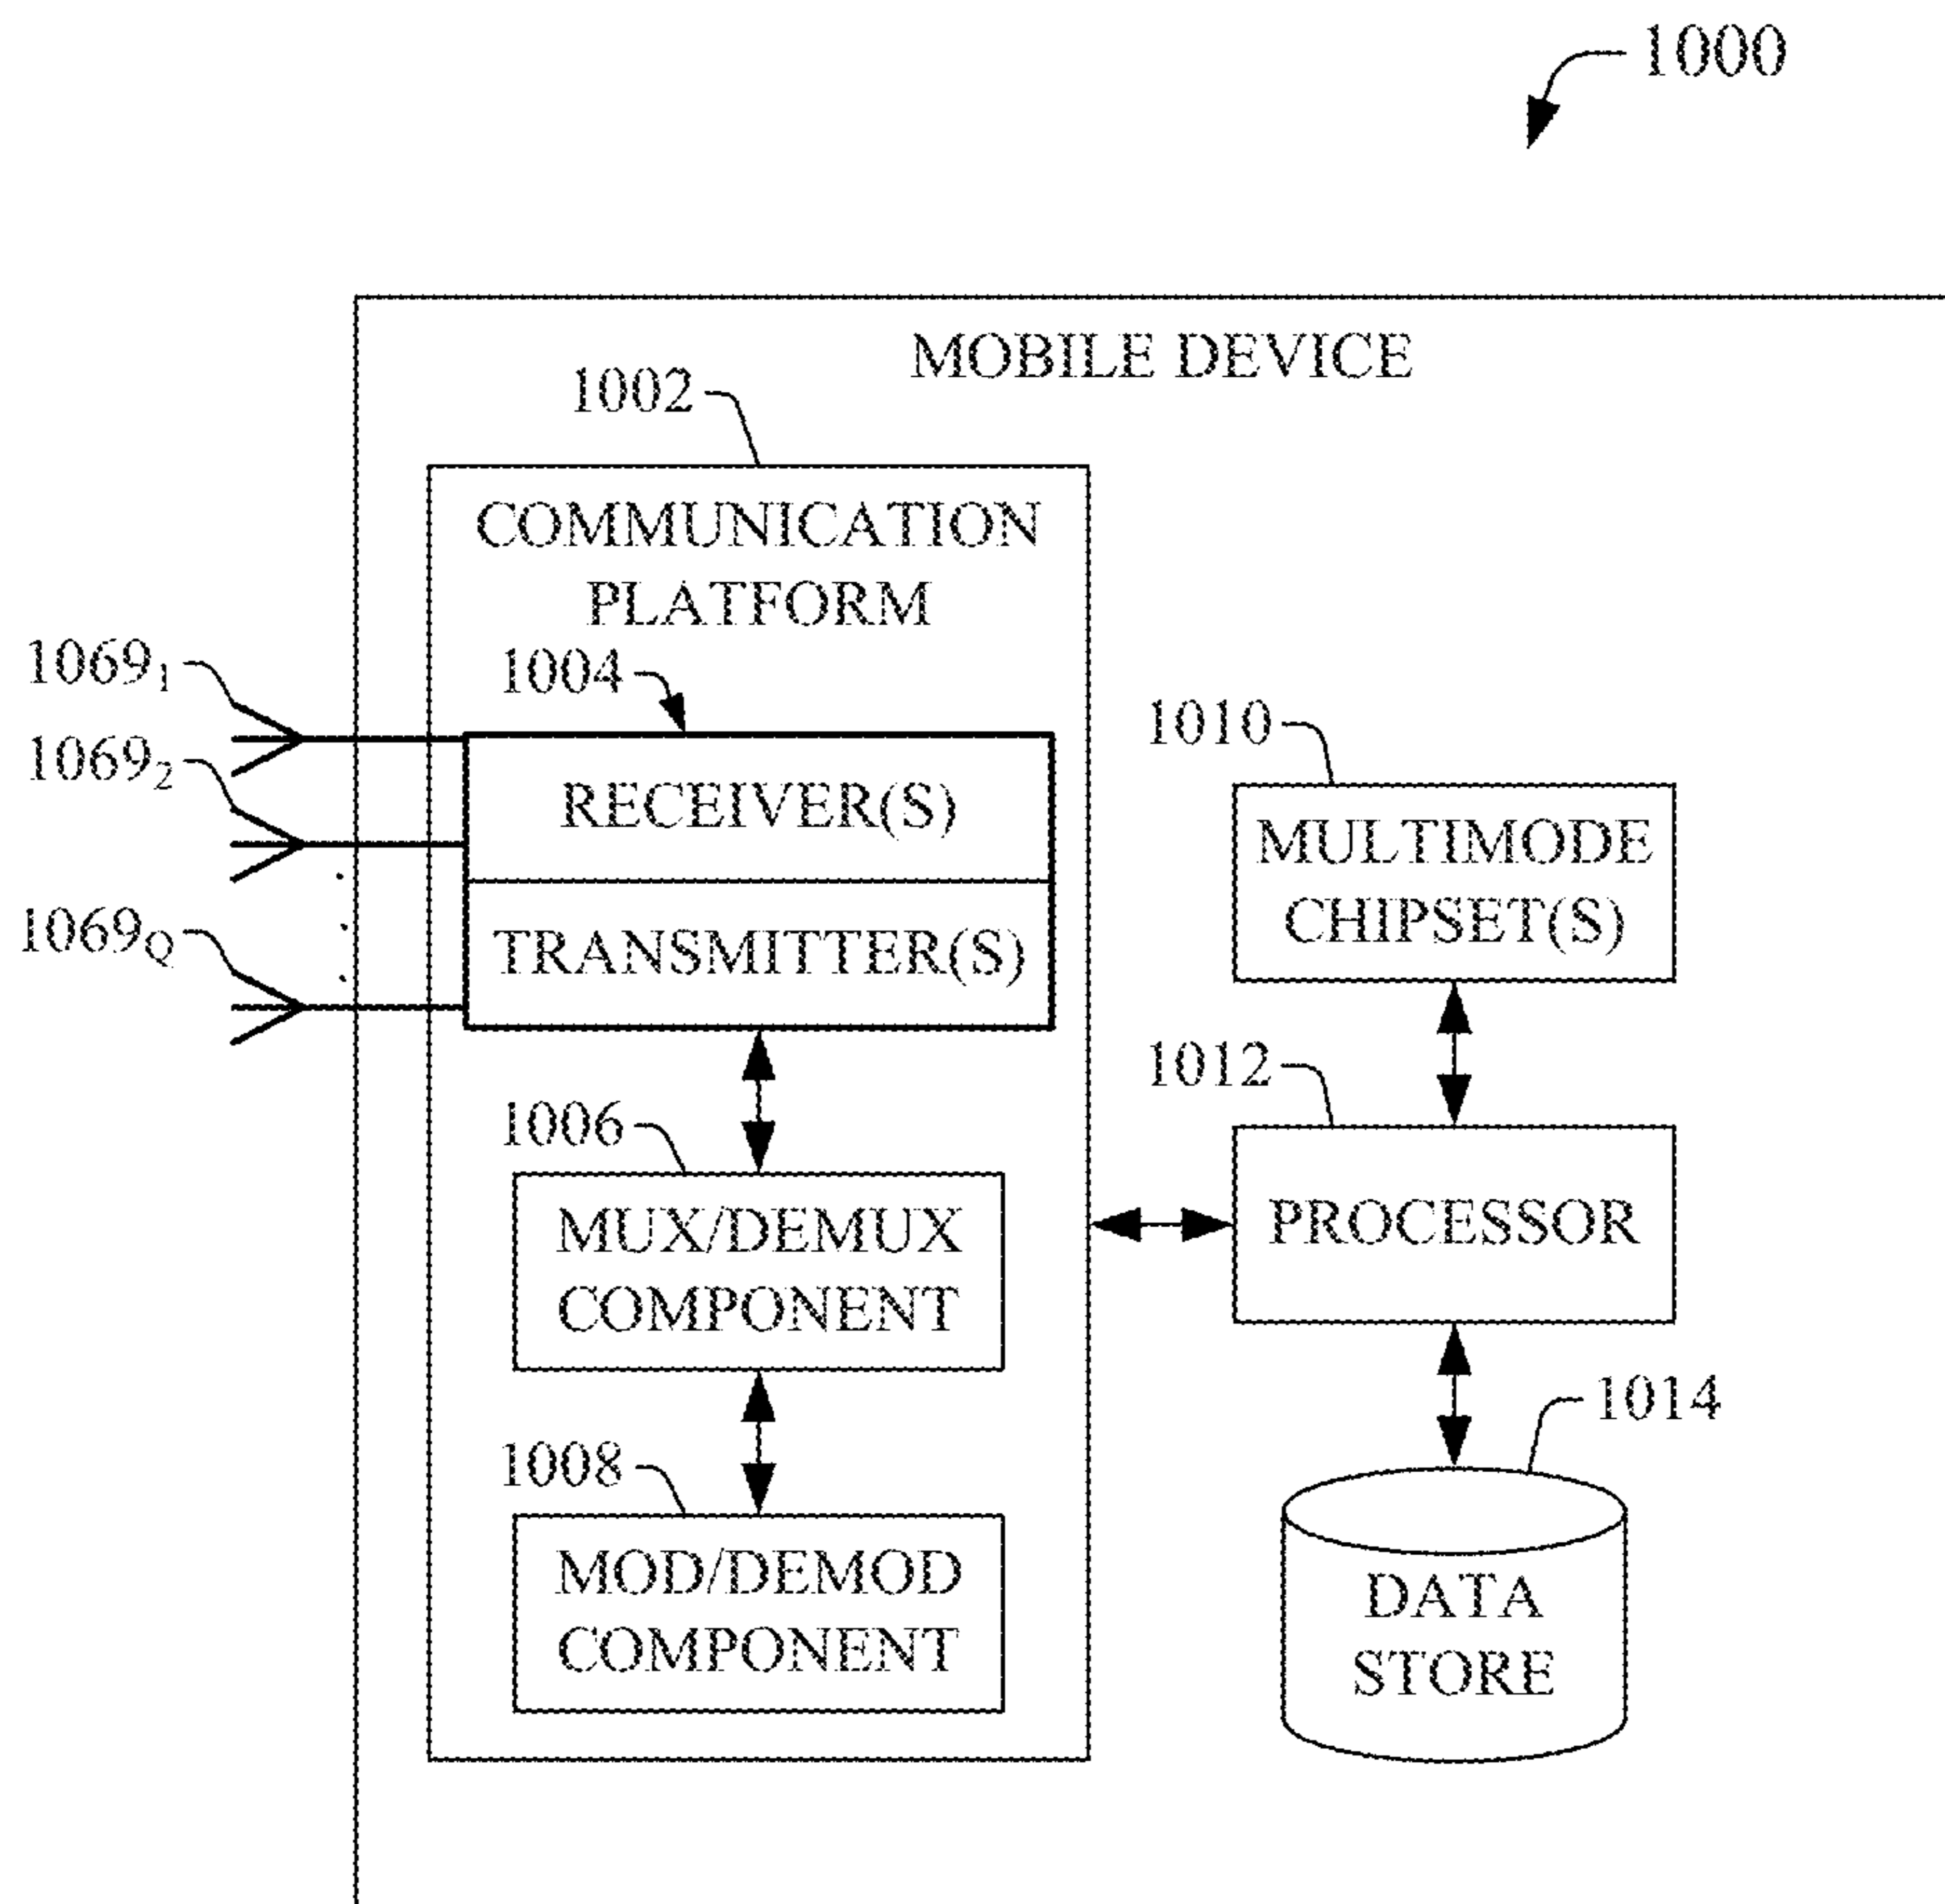 1000
MOBILE DEVICE
1002
COMMUNICATION
PLATFORM
1069₁
1004
1069₂
RECEIVER(S)
1010
MULTIMODE
CHIPSET(S)
1069Q
TRANSMITTER(S)
1012
1006
PROCESSOR
MUX/DEMUX
COMPONENT
1014
1008
MOD/DEMOD
COMPONENT
DATA
STORE